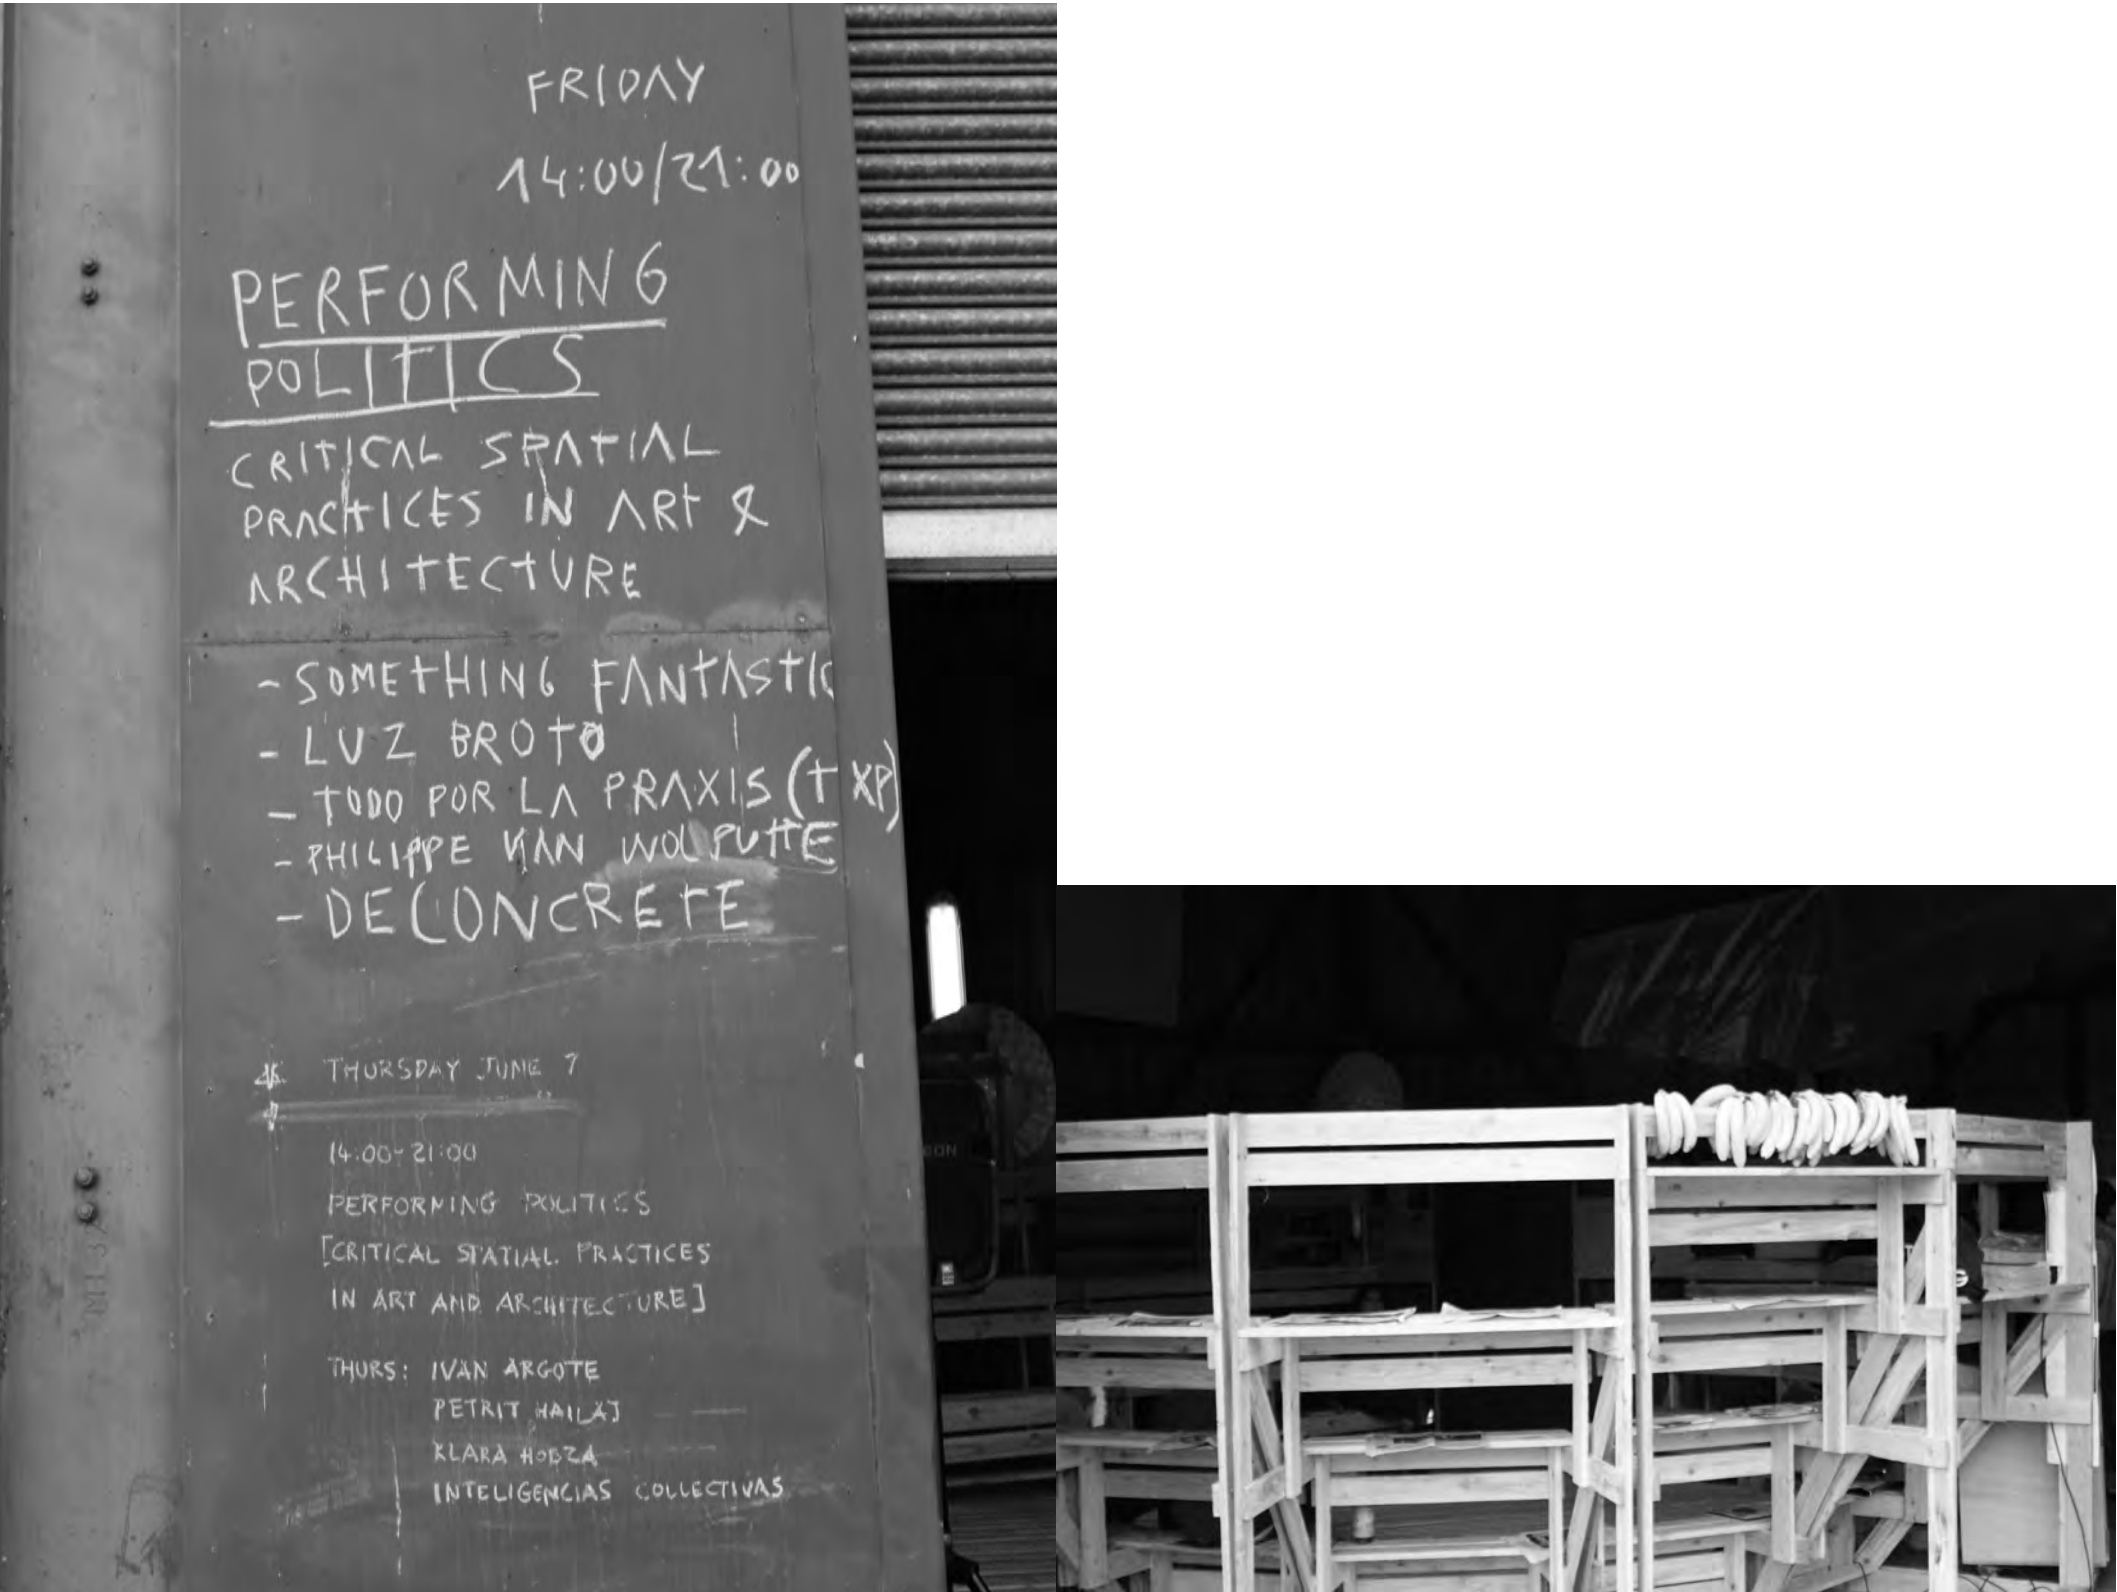 FRIDAY
14:00/21:00
PERFORMING
POLITICS
CRITICAL SPATIAL
PRACTICES IN ART &
ARCHITECTURE
- SOMETHING FANTASTIC
- LUZ BROTO
- TODO POR LA PRAXIS (TXP)
- PHILIPPE VAN WOLPUTTE
- DECONCRETE
THURSDAY JUNE 7
14:00-21:00
PERFORMING POLITICS
[CRITICAL SPATIAL PRACTICES
IN ART AND ARCHITECTURE]
THURS: IVÁN ARGOTE
PETRIT HAILAJ
KLARA HOBZA
INTELIGENCIAS COLLECTIVAS